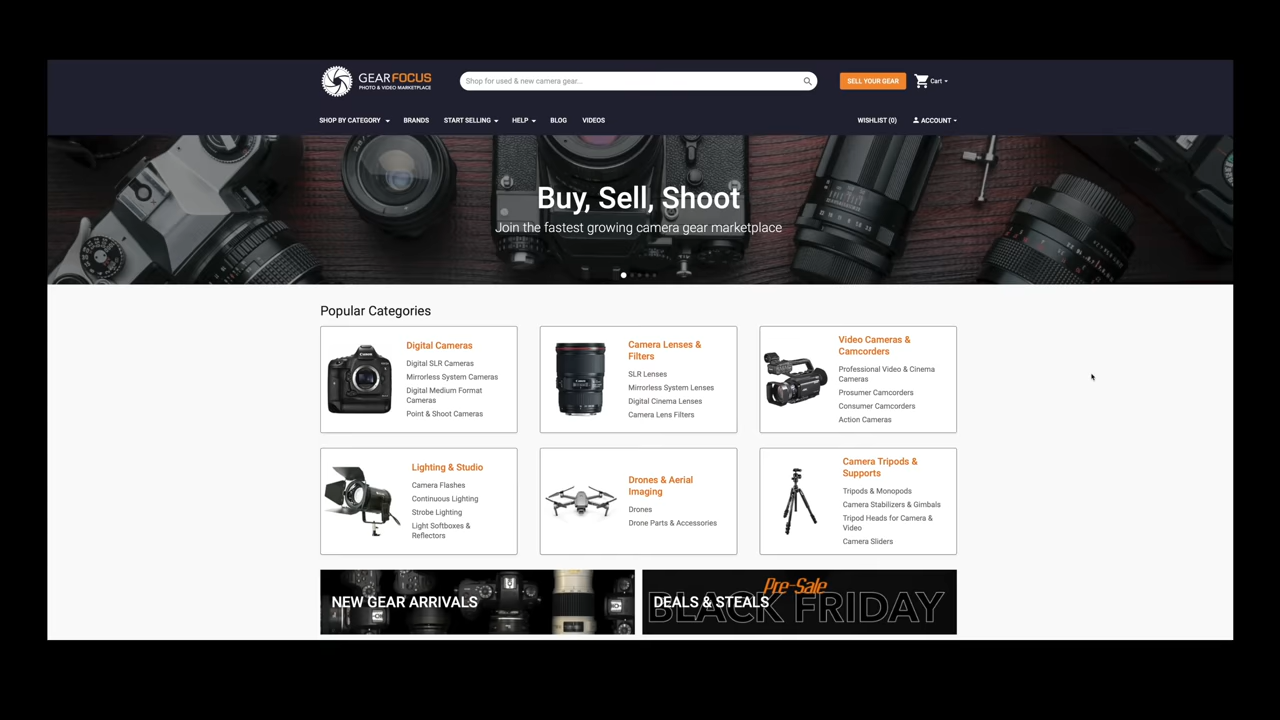 GEARFOCUS
PHOTO & VIDEO MARKETPLACE
Shop for used & new camera gear...
SELL YOUR GEAR
Cart
SHOP BY CATEGORY
BRANDS
START SELLING
HELP
BLOG
VIDEOS
WISHLIST (0)
ACCOUNT
Buy, Sell, Shoot
Join the fastest growing camera gear marketplace
Popular Categories
Digital Cameras
Digital SLR Cameras
Mirrorless System Cameras
Digital Medium Format
Cameras
Point & Shoot Cameras
Camera Lenses &
Filters
SLR Lenses
Mirrorless System Lenses
Digital Cinema Lenses
Camera Lens Filters
Video Cameras &
Camcorders
Professional Video & Cinema
Cameras
Prosumer Camcorders
Consumer Camcorders
Action Cameras
Lighting & Studio
Camera Flashes
Continuous Lighting
Strobe Lighting
Light Softboxes &
Reflectors
Drones & Aerial
Imaging
Drones
Drone Parts & Accessories
Camera Tripods &
Supports
Tripods & Monopods
Camera Stabilizers & Gimbals
Tripod Heads for Camera &
Video
Camera Sliders
NEW GEAR ARRIVALS
Pre-Sale
DEALS & STEALS
BLACK FRIDAY